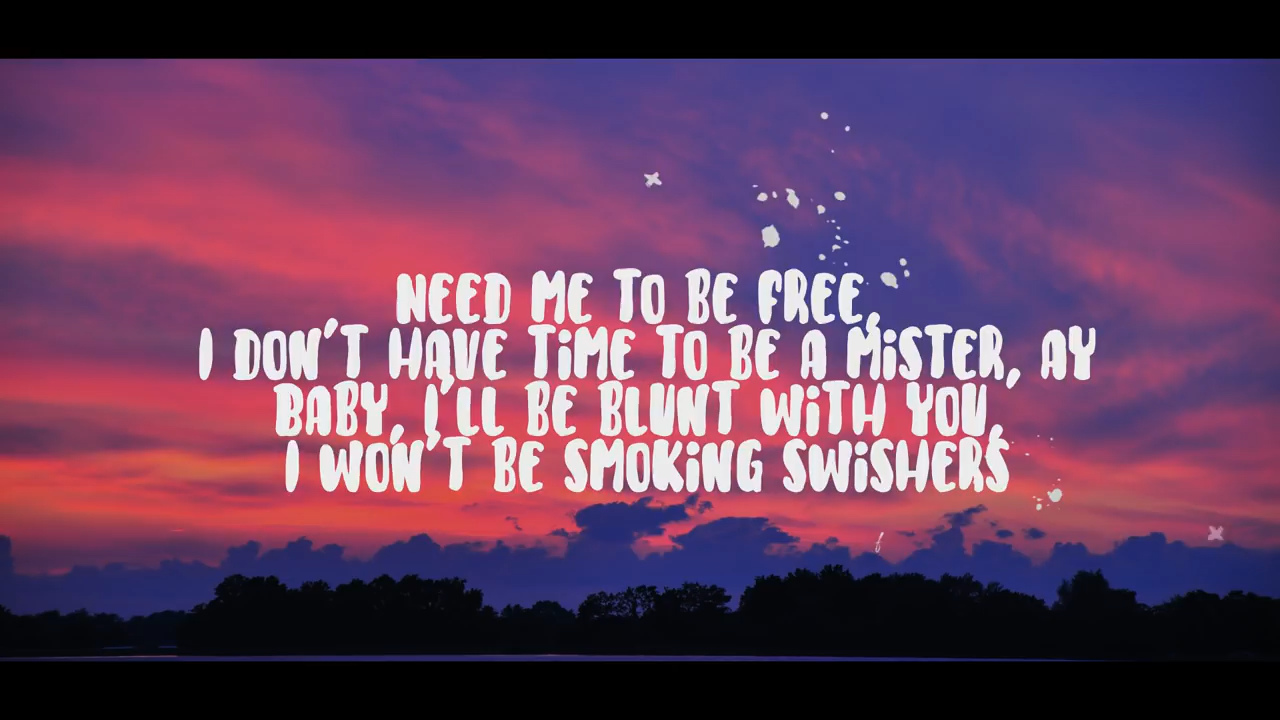 NEED ME TO BE FREE,
I DON'T HAVE TiME TO BE A MiSTER, AY
BABY, I'LL BE BLUNT WiTH YOU,
I WON'T BE SMOKiNG SWiSHERS